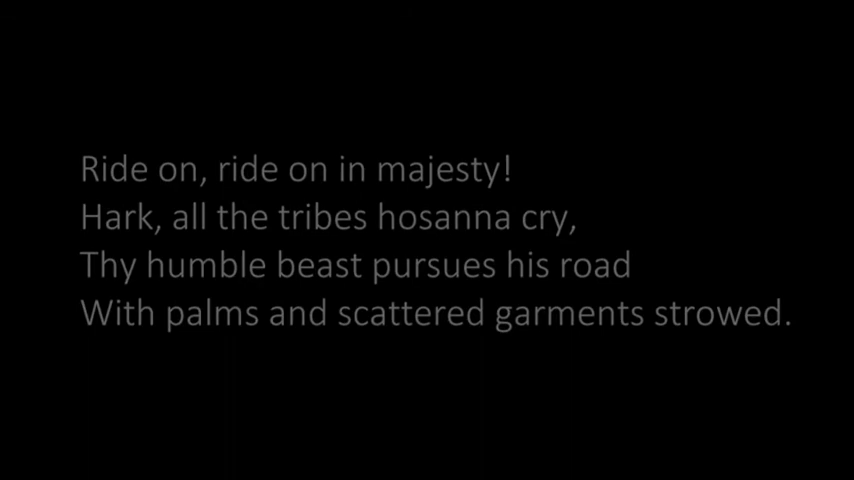 Ride on, ride on in majesty!
Hark, all the tribes hosanna cry,
Thy humble beast pursues his road
With palms and scattered garments strowed.